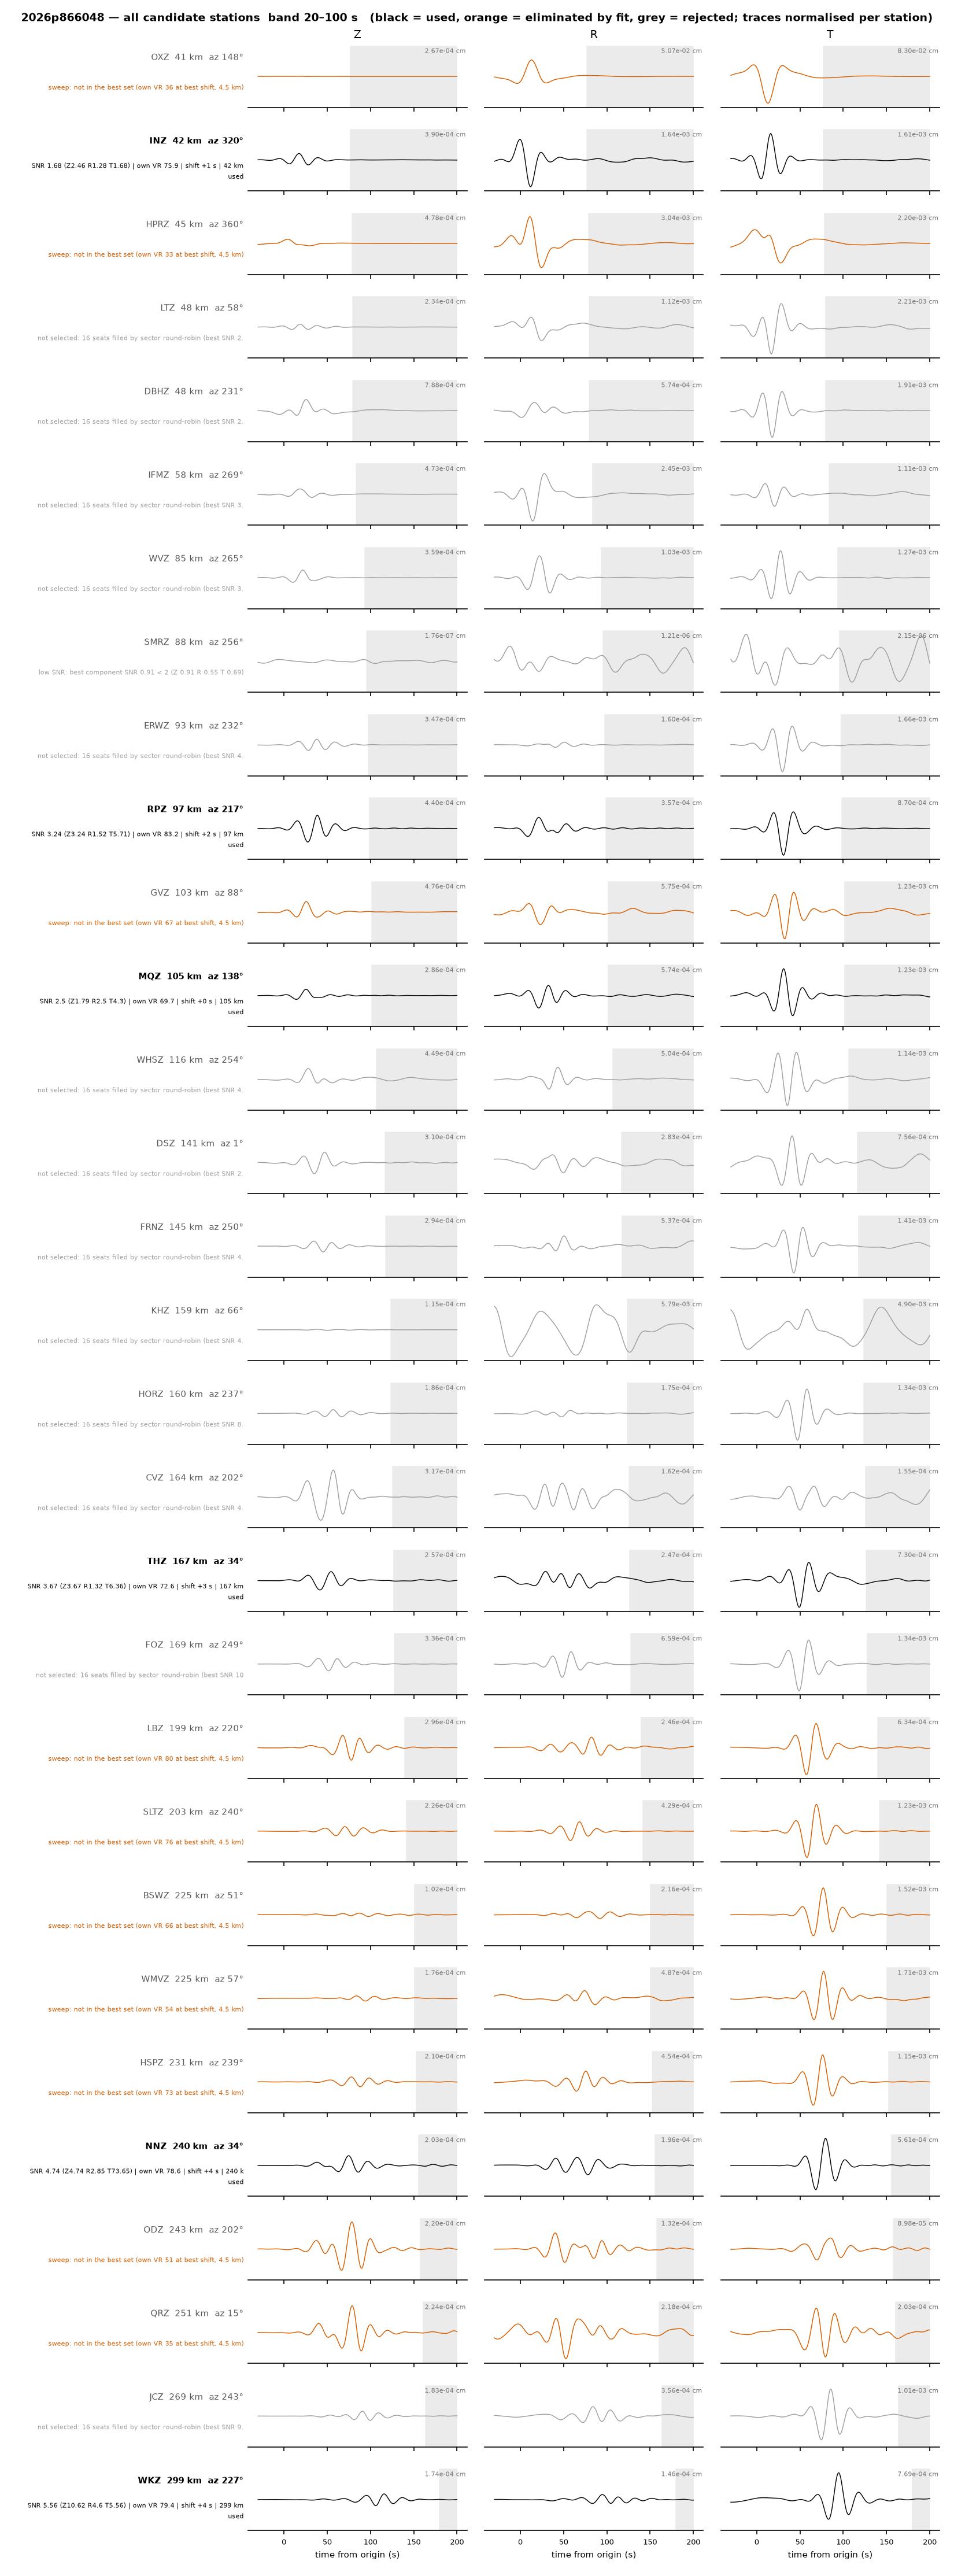 2026p866048 — all candidate stations  band 20–100 s   (black = used, orange = eliminated by fit, grey = rejected; traces normalised per station)
Z R T
OXZ  41 km  az 148°
2.67e-04 cm 5.07e-02 cm 8.30e-02 cm
sweep: not in the best set (own VR 36 at best shift, 4.5 km)
INZ  42 km  az 320°
3.90e-04 cm 1.64e-03 cm 1.61e-03 cm
SNR 1.68 (Z2.46 R1.28 T1.68) | own VR 75.9 | shift +1 s | 42 km
used
HPRZ  45 km  az 360°
4.78e-04 cm 3.04e-03 cm 2.20e-03 cm
sweep: not in the best set (own VR 33 at best shift, 4.5 km)
LTZ  48 km  az 58°
2.34e-04 cm 1.12e-03 cm 2.21e-03 cm
not selected: 16 seats filled by sector round-robin (best SNR 2.
DBHZ  48 km  az 231°
7.88e-04 cm 5.74e-04 cm 1.91e-03 cm
not selected: 16 seats filled by sector round-robin (best SNR 2.
IFMZ  58 km  az 269°
4.73e-04 cm 2.45e-03 cm 1.11e-03 cm
not selected: 16 seats filled by sector round-robin (best SNR 3.
WVZ  85 km  az 265°
3.59e-04 cm 1.03e-03 cm 1.27e-03 cm
not selected: 16 seats filled by sector round-robin (best SNR 3.
SMRZ  88 km  az 256°
1.76e-07 cm 1.21e-06 cm 2.15e-06 cm
low SNR: best component SNR 0.91 < 2 (Z 0.91 R 0.55 T 0.69)
ERWZ  93 km  az 232°
3.47e-04 cm 1.60e-04 cm 1.66e-03 cm
not selected: 16 seats filled by sector round-robin (best SNR 4.
RPZ  97 km  az 217°
4.40e-04 cm 3.57e-04 cm 8.70e-04 cm
SNR 3.24 (Z3.24 R1.52 T5.71) | own VR 83.2 | shift +2 s | 97 km
used
GVZ  103 km  az 88°
4.76e-04 cm 5.75e-04 cm 1.23e-03 cm
sweep: not in the best set (own VR 67 at best shift, 4.5 km)
MQZ  105 km  az 138°
2.86e-04 cm 5.74e-04 cm 1.23e-03 cm
SNR 2.5 (Z1.79 R2.5 T4.3) | own VR 69.7 | shift +0 s | 105 km
used
WHSZ  116 km  az 254°
4.49e-04 cm 5.04e-04 cm 1.14e-03 cm
not selected: 16 seats filled by sector round-robin (best SNR 4.
DSZ  141 km  az 1°
3.10e-04 cm 2.83e-04 cm 7.56e-04 cm
not selected: 16 seats filled by sector round-robin (best SNR 2.
FRNZ  145 km  az 250°
2.94e-04 cm 5.37e-04 cm 1.41e-03 cm
not selected: 16 seats filled by sector round-robin (best SNR 4.
KHZ  159 km  az 66°
1.15e-04 cm 5.79e-03 cm 4.90e-03 cm
not selected: 16 seats filled by sector round-robin (best SNR 4.
HORZ  160 km  az 237°
1.86e-04 cm 1.75e-04 cm 1.34e-03 cm
not selected: 16 seats filled by sector round-robin (best SNR 8.
CVZ  164 km  az 202°
3.17e-04 cm 1.62e-04 cm 1.55e-04 cm
not selected: 16 seats filled by sector round-robin (best SNR 4.
THZ  167 km  az 34°
2.57e-04 cm 2.47e-04 cm 7.30e-04 cm
SNR 3.67 (Z3.67 R1.32 T6.36) | own VR 72.6 | shift +3 s | 167 km
used
FOZ  169 km  az 249°
3.36e-04 cm 6.59e-04 cm 1.34e-03 cm
not selected: 16 seats filled by sector round-robin (best SNR 10
LBZ  199 km  az 220°
2.96e-04 cm 2.46e-04 cm 6.34e-04 cm
sweep: not in the best set (own VR 80 at best shift, 4.5 km)
SLTZ  203 km  az 240°
2.26e-04 cm 4.29e-04 cm 1.23e-03 cm
sweep: not in the best set (own VR 76 at best shift, 4.5 km)
BSWZ  225 km  az 51°
1.02e-04 cm 2.16e-04 cm 1.52e-03 cm
sweep: not in the best set (own VR 66 at best shift, 4.5 km)
WMVZ  225 km  az 57°
1.76e-04 cm 4.87e-04 cm 1.71e-03 cm
sweep: not in the best set (own VR 54 at best shift, 4.5 km)
HSPZ  231 km  az 239°
2.10e-04 cm 4.54e-04 cm 1.15e-03 cm
sweep: not in the best set (own VR 73 at best shift, 4.5 km)
NNZ  240 km  az 34°
2.03e-04 cm 1.96e-04 cm 5.61e-04 cm
SNR 4.74 (Z4.74 R2.85 T73.65) | own VR 78.6 | shift +4 s | 240 k
used
ODZ  243 km  az 202°
2.20e-04 cm 1.32e-04 cm 8.98e-05 cm
sweep: not in the best set (own VR 51 at best shift, 4.5 km)
QRZ  251 km  az 15°
2.24e-04 cm 2.18e-04 cm 2.03e-04 cm
sweep: not in the best set (own VR 35 at best shift, 4.5 km)
JCZ  269 km  az 243°
1.83e-04 cm 3.56e-04 cm 1.01e-03 cm
not selected: 16 seats filled by sector round-robin (best SNR 9.
WKZ  299 km  az 227°
1.74e-04 cm 1.46e-04 cm 7.69e-04 cm
SNR 5.56 (Z10.62 R4.6 T5.56) | own VR 79.4 | shift +4 s | 299 km
used
0 50 100 150 200 0 50 100 150 200 0 50 100 150 200
time from origin (s) time from origin (s) time from origin (s)